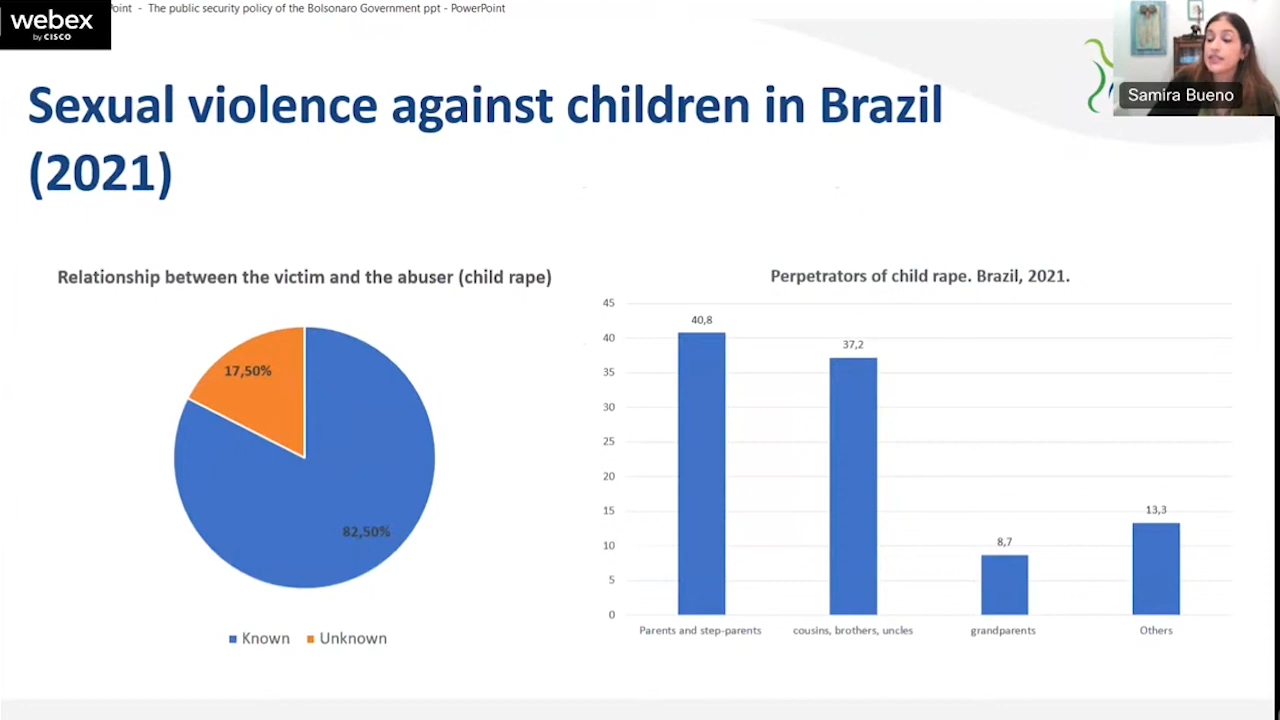 webex
by CISCO
Point - The public security policy of the Bolsonaro Government ppt - PowerPoint
Samira Bueno
Sexual violence against children in Brazil
(2021)
Relationship between the victim and the abuser (child rape)
17,50%
82,50%
Known Unknown
Perpetrators of child rape. Brazil, 2021.
45
40
35
30
25
20
15
10
5
0
40,8
37,2
8,7
13,3
Parents and step-parents cousins, brothers, uncles grandparents Others